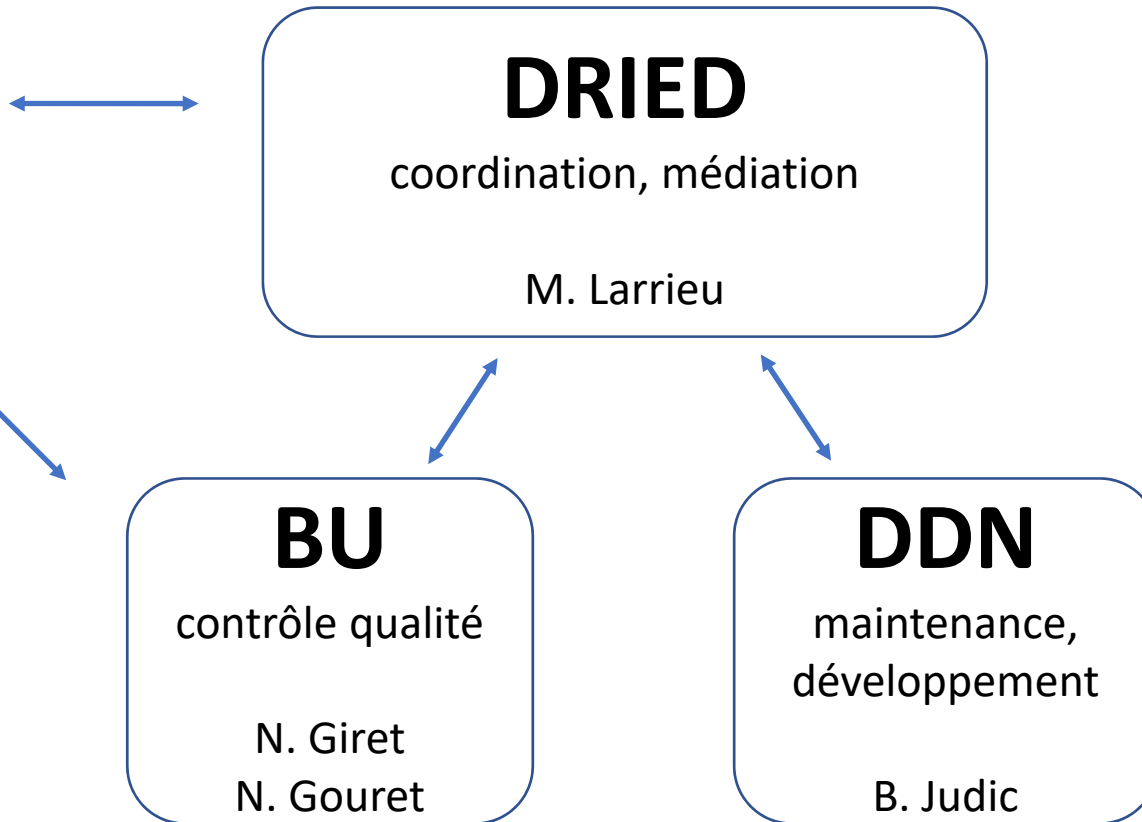 DRIED
coordination, médiation
M. Larrieu
BU
contrôle qualité
N. Giret
N. Gouret
DDN
maintenance,
développement
B. Judic